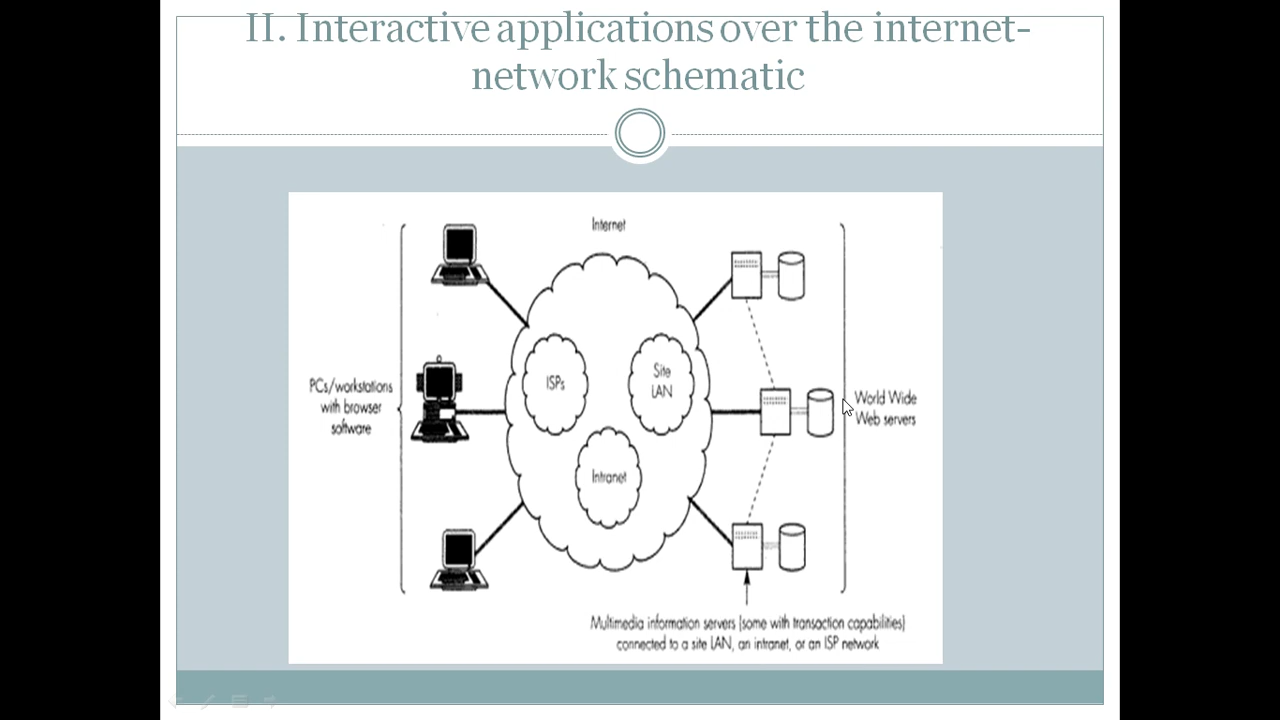 II. Interactive applications over the internet-
network schematic
Internet
PCs/workstations
with browser
software
ISPs
Site
LAN
Intranet
World Wide
Web servers
Multimedia information servers (some with transaction capabilities)
connected to a site LAN, an intranet, or an ISP network